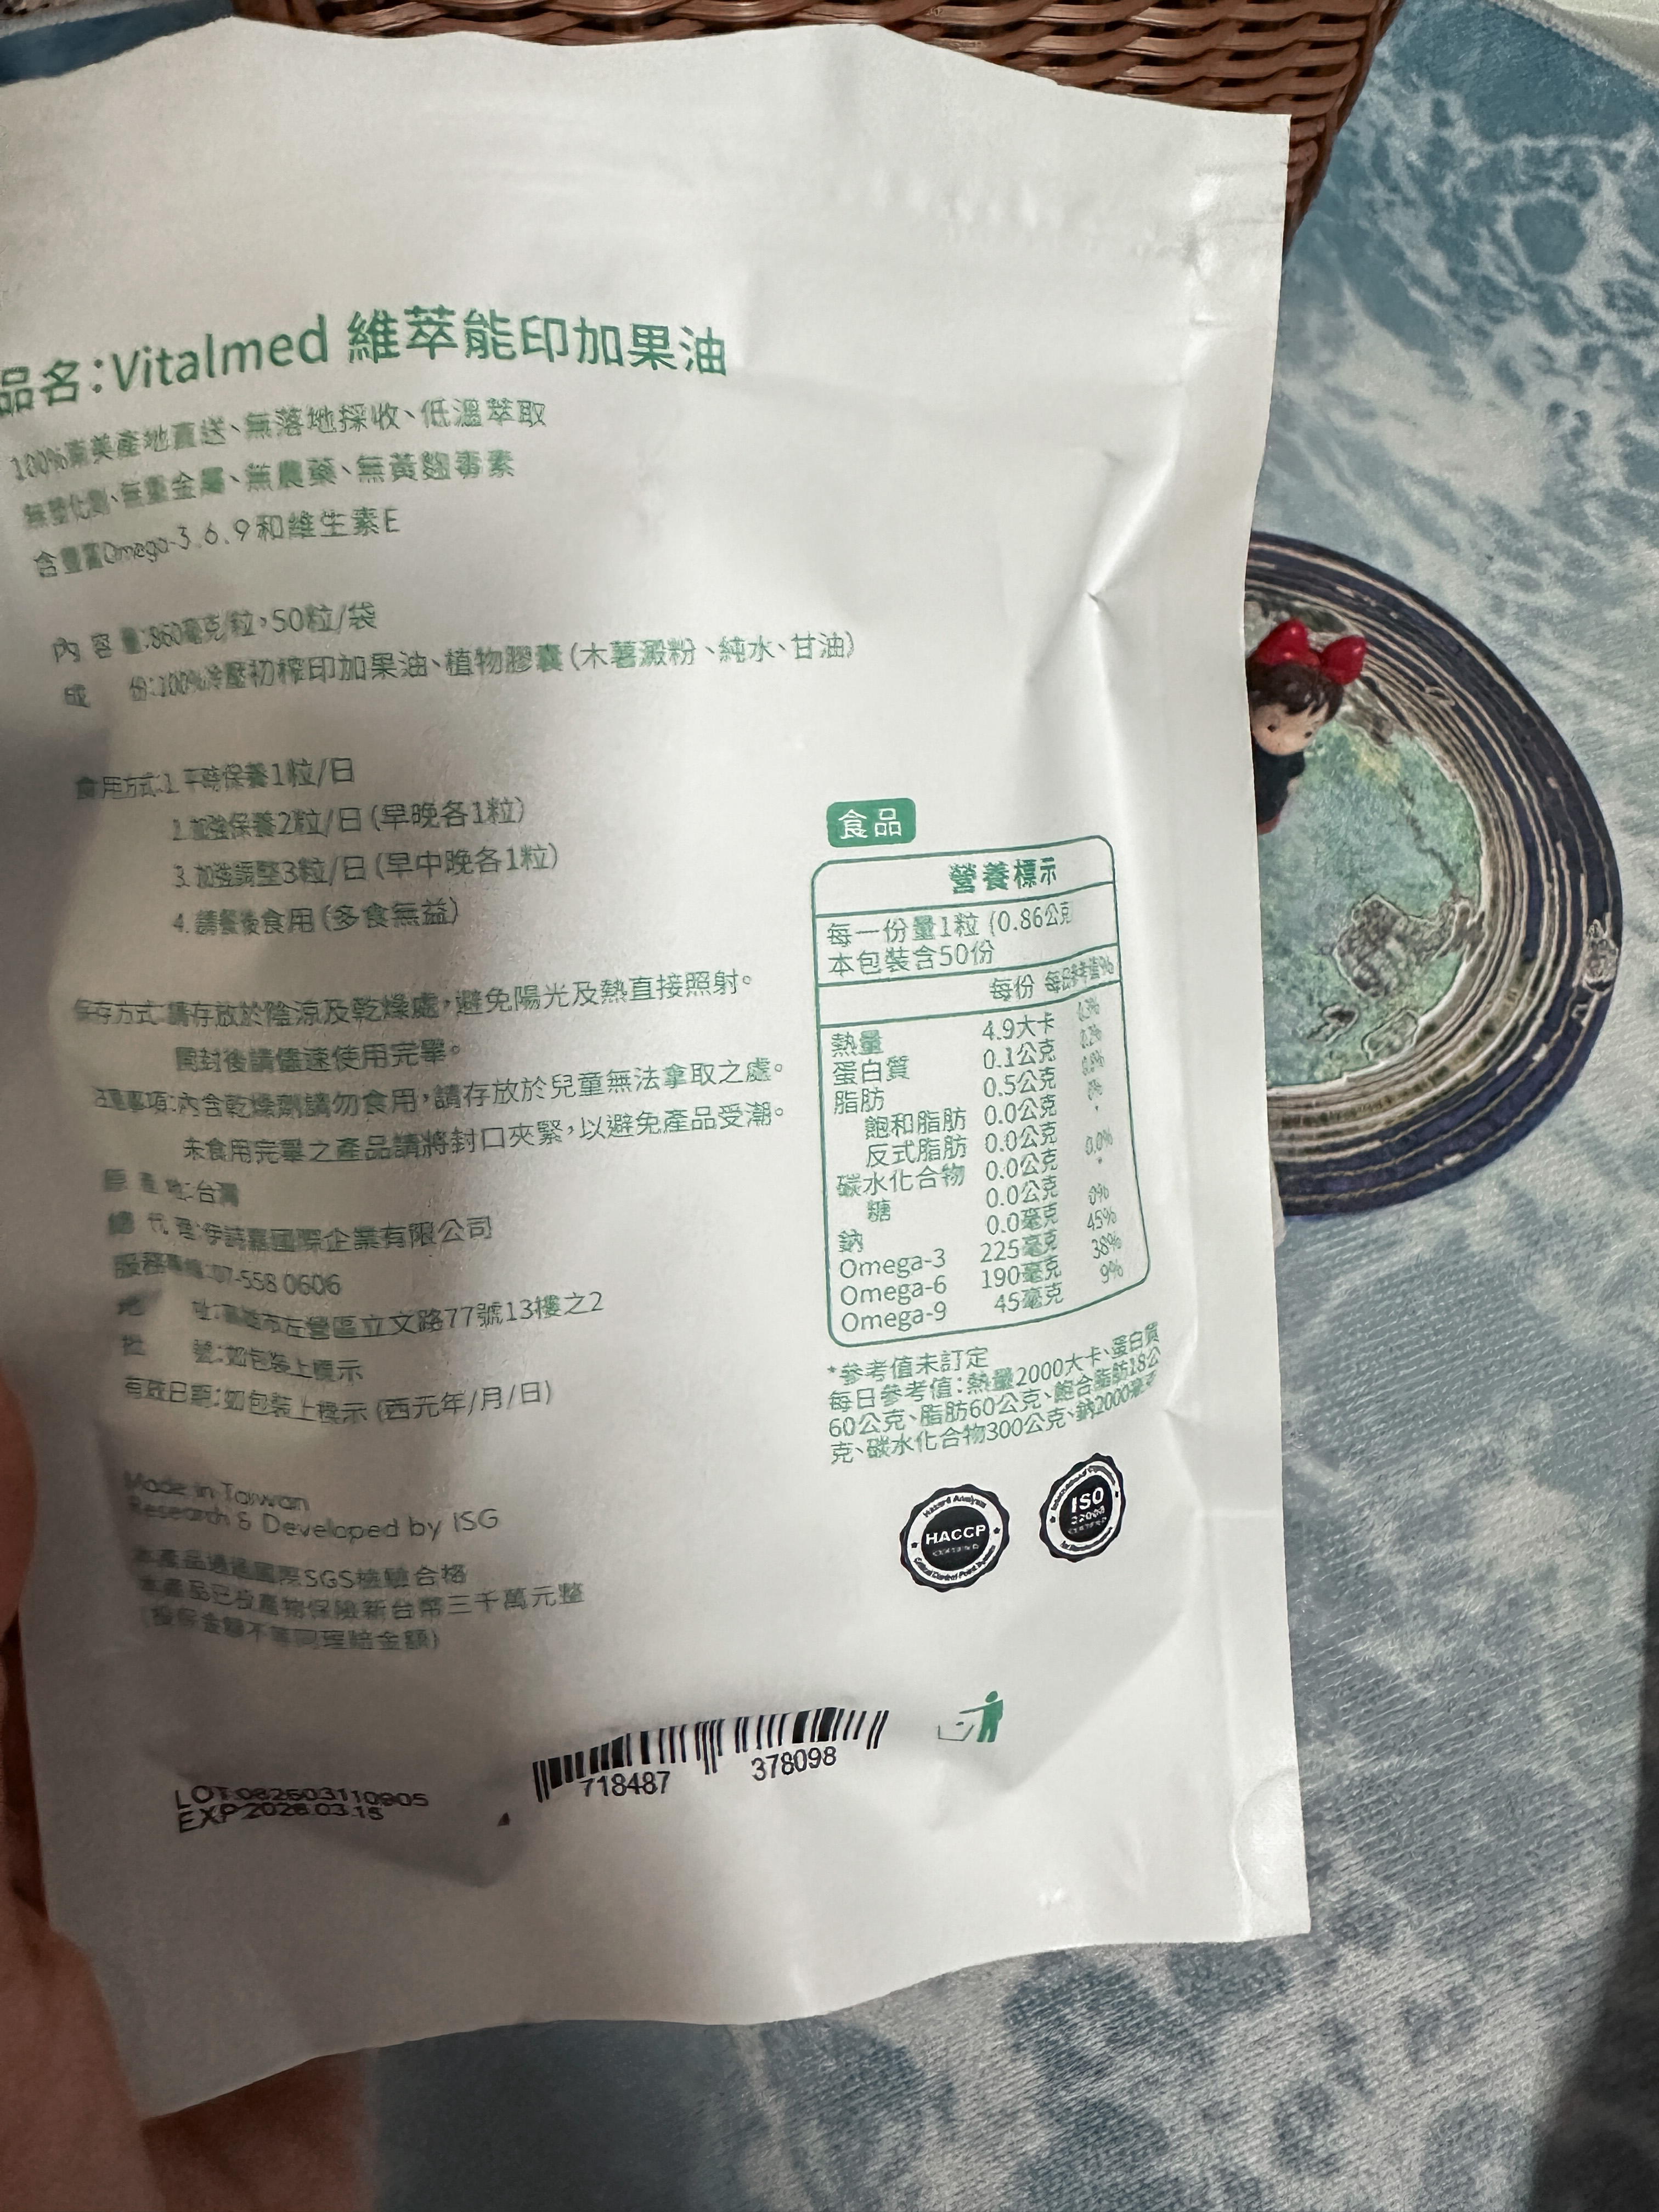 品名:Vitalmed 維萃能印加果油
100%南美產地直送、無落地採收、低溫萃取
無塑化劑、無重金屬、無農藥、無黃麴毒素
含豐富Omega-3.6.9和維生素E
內容量:860毫克/粒,50粒/袋
成 份:100%冷壓初榨印加果油、植物膠囊(木薯澱粉、純水、甘油)
食用方式:1.平時保養1粒/日
2.加強保養2粒/日(早晚各1粒)
3.加強調整3粒/日(早中晚各1粒)
4.請餐後食用(多食無益)
保存方式:請存放於陰涼及乾燥處,避免陽光及熱直接照射。
開封後請儘速使用完畢。
注意事項:內含乾燥劑請勿食用,請存放於兒童無法拿取之處。
未食用完畢之產品請將封口夾緊,以避免產品受潮。
原產地:台灣
總代理:伊詩嘉國際企業有限公司
服務專線:07-558 0606
地 址:高雄市左營區立文路77號13樓之2
批 號:如包裝上標示
有效日期:如包裝上標示(西元年/月/日)
Made in Taiwan
Research & Developed by ISG
本產品通過國際SGS檢驗合格
本產品已投產物保險新台幣三千萬元整
(投保金額不等同理賠金額)
食品
營養標示
每一份量1粒 (0.86公克
本包裝含50份
每份 每日參考值%
熱量 4.9大卡
蛋白質 0.1公克
脂肪 0.5公克
飽和脂肪 0.0公克
反式脂肪 0.0公克 *
碳水化合物 0.0公克 0.0%
糖 0.0公克 *
鈉 0.0毫克 0%
Omega-3 225毫克 45%
Omega-6 190毫克 38%
Omega-9 45毫克 9%
*參考值未訂定
每日參考值:熱量2000大卡、蛋白質
60公克、脂肪60公克、飽合脂肪18公
克、碳水化合物300公克、鈉2000毫克
Hazard Analysis
HACCP
CERTIFIED
Critical Control Point System
ISO
22000
CERTIFIED
718487 378098
LOT:082503110905
EXP 2028.03.15